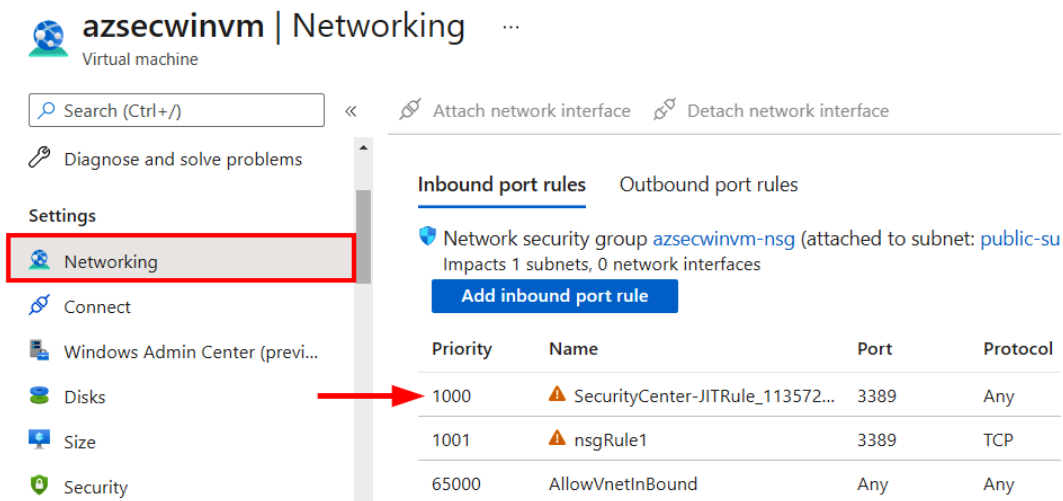 azsecwinvm | Networking ...
Virtual machine
Search (Ctrl+/)
«
Attach network interface
Detach network interface
Diagnose and solve problems
Settings
Networking
Connect
Windows Admin Center (previ...
Disks
Size
Security
Inbound port rules
Outbound port rules
Network security group azsecwinvm-nsg (attached to subnet: public-su
Impacts 1 subnets, 0 network interfaces
Add inbound port rule
Priority Name Port Protocol
1000 SecurityCenter-JITRule_113572... 3389 Any
1001 nsgRule1 3389 TCP
65000 AllowVnetInBound Any Any